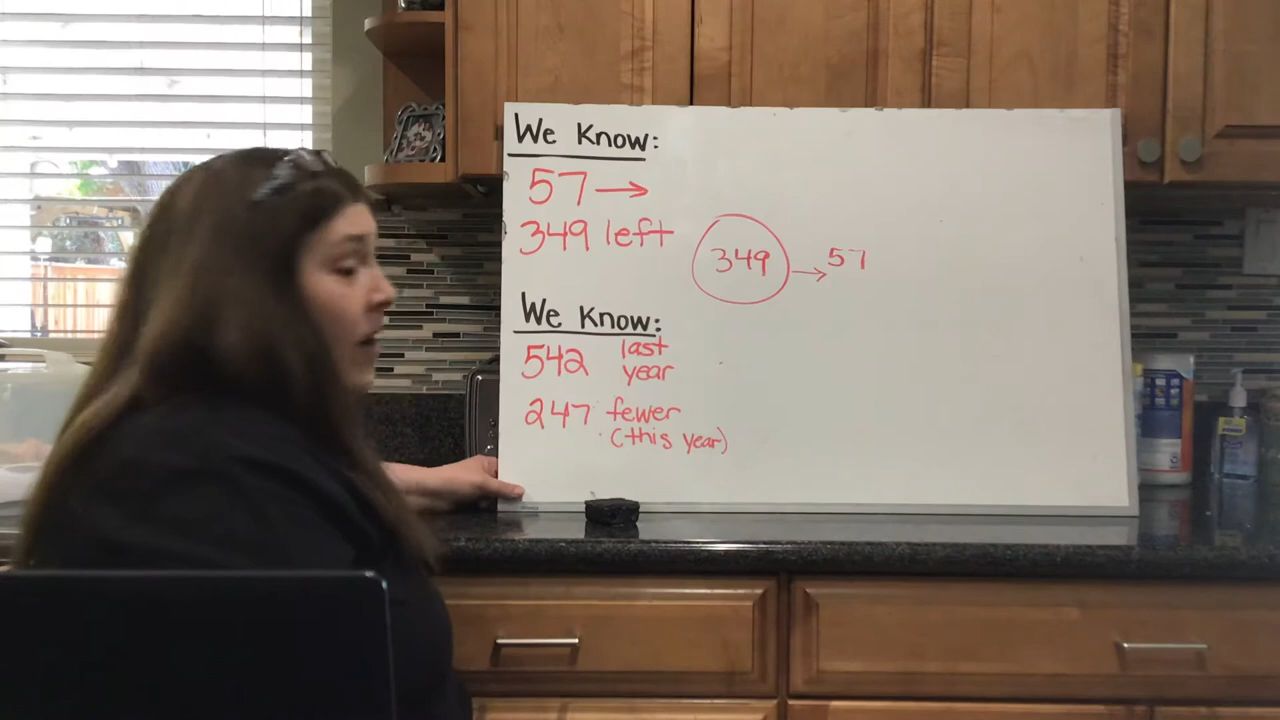 We Know:
57 →
349 left
349 → 57
We Know:
542 last
year
247 fewer
(this year)